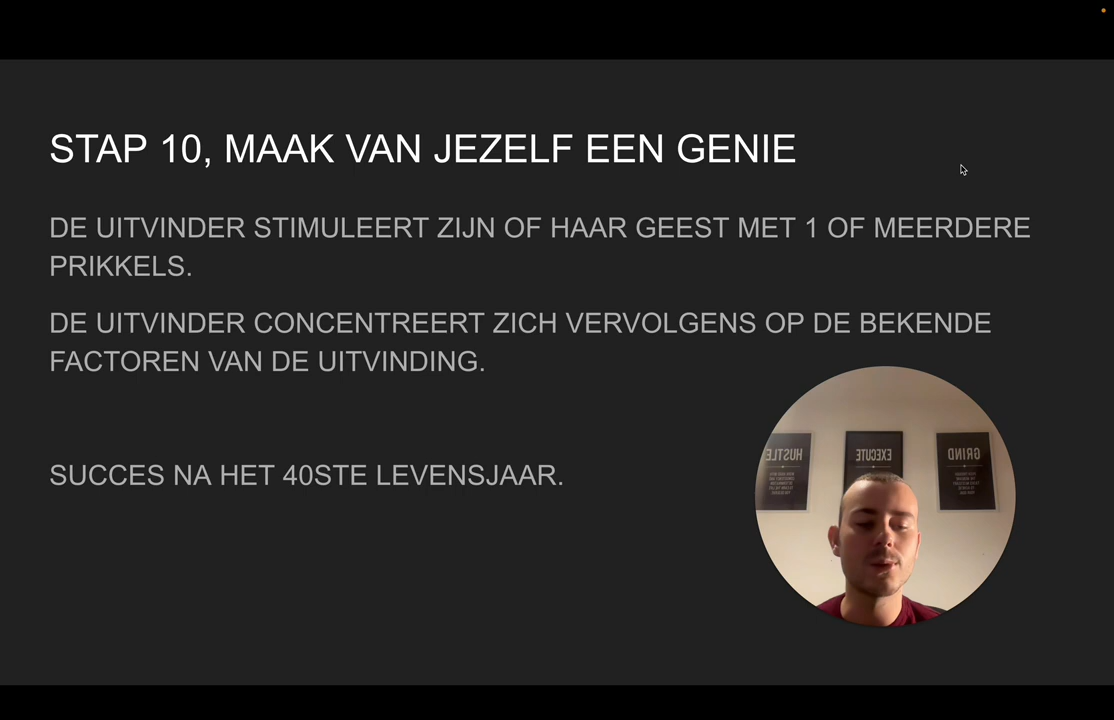 STAP 10, MAAK VAN JEZELF EEN GENIE
DE UITVINDER STIMULEERT ZIJN OF HAAR GEEST MET 1 OF MEERDERE
PRIKKELS.
DE UITVINDER CONCENTREERT ZICH VERVOLGENS OP DE BEKENDE
FACTOREN VAN DE UITVINDING.
SUCCES NA HET 40STE LEVENSJAAR.
HUSTLE
EXECUTE
GRIND